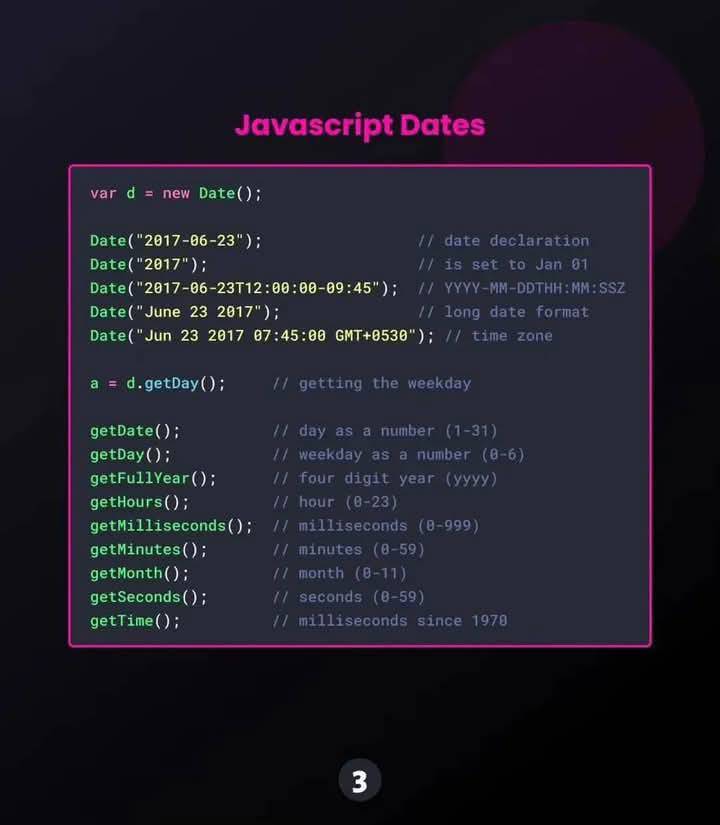 Javascript Dates
var d = new Date();
Date("2017-06-23"); // date declaration
Date("2017"); // is set to Jan 01
Date("2017-06-23T12:00:00-09:45"); // YYYY-MM-DDTHH:MM:SSZ
Date("June 23 2017"); // long date format
Date("Jun 23 2017 07:45:00 GMT+0530"); // time zone
a = d.getDay(); // getting the weekday
getDate(); // day as a number (1-31)
getDay(); // weekday as a number (0-6)
getFullYear(); // four digit year (yyyy)
getHours(); // hour (0-23)
getMilliseconds(); // milliseconds (0-999)
getMinutes(); // minutes (0-59)
getMonth(); // month (0-11)
getSeconds(); // seconds (0-59)
getTime(); // milliseconds since 1970
3